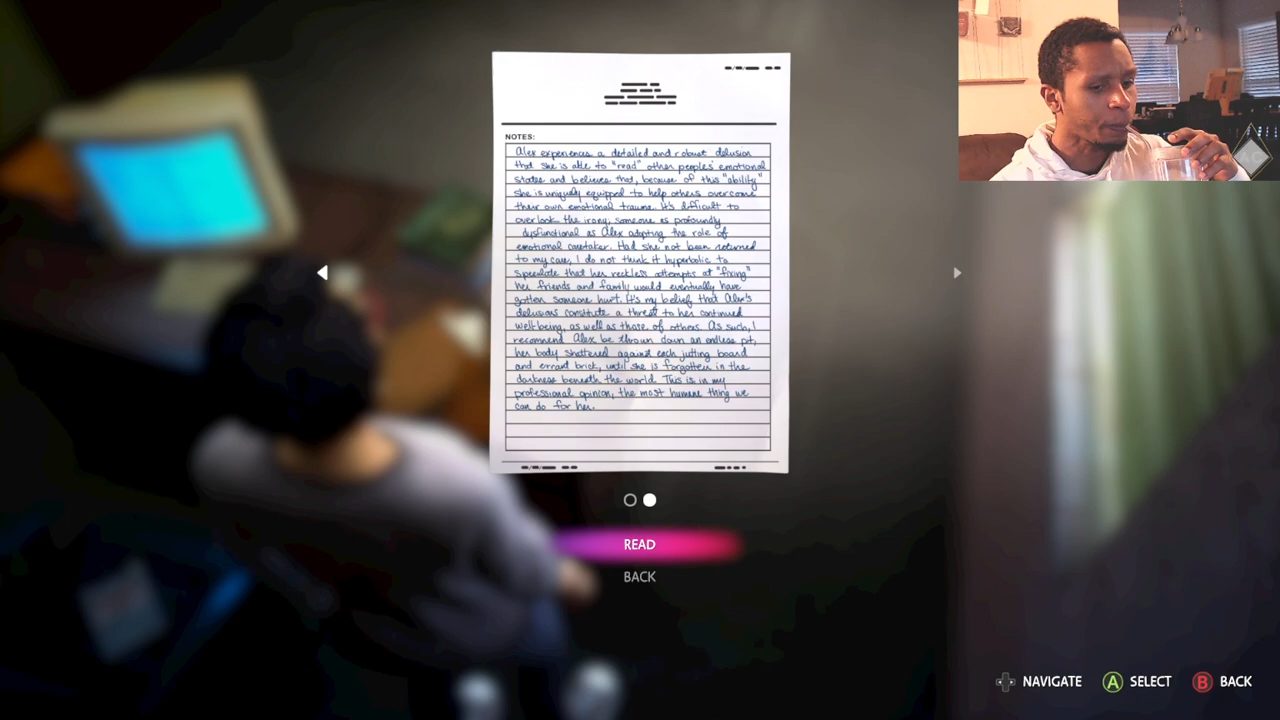 NOTES:
Alex experiences a detailed and robust delusion
that she is able to "read" other peoples' emotional
states and believes that, because of this "ability"
she is uniquely equipped to help others overcome
their own emotional trauma. It's difficult to
overlook the irony; someone as profoundly
dysfunctional as Alex adopting the role of
emotional caretaker. Had she not been returned
to my care, I do not think it hyperbolic to
speculate that her reckless attempts at "fixing"
her friends and family would eventually have
gotten someone hurt. It's my belief that Alex's
delusions constitute a threat to her continued
well-being, as well as those of others. As such, I
recommend Alex be thrown down an endless pit,
her body shattered against each jutting board
and errant brick, until she is forgotten in the
darkness beneath the world. This is in my
professional opinion, the most humane thing we
can do for her.
READ
BACK
NAVIGATE A SELECT B BACK